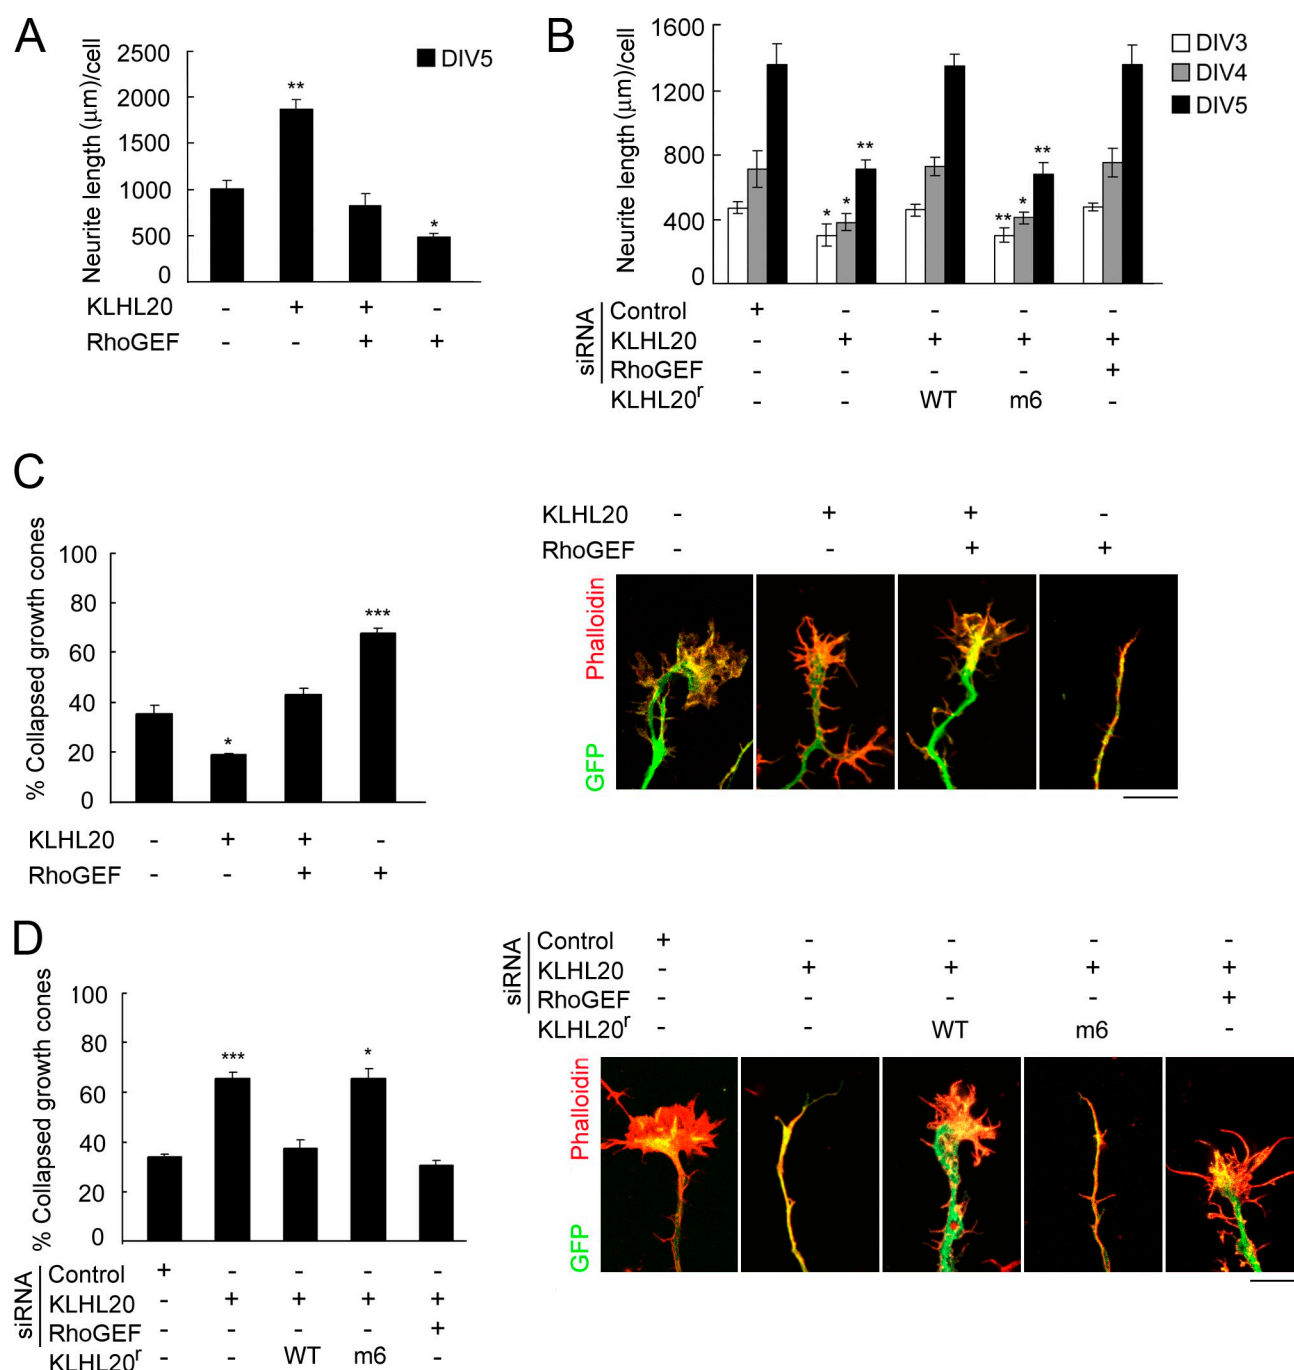 A
Neurite length (μm)/cell
2500
2000
1500
1000
500
0
DIV5
**
*
KLHL20 - + + -
RhoGEF - - + +
B
Neurite length (μm)/cell
1600
1200
800
400
0
DIV3
DIV4
DIV5
* * **
** * **
siRNA
Control + - - - -
KLHL20 - + + + +
RhoGEF - - - - +
KLHL20r - - WT m6 -
C
% Collapsed growth cones
100
80
60
40
20
0
*
***
KLHL20 - + + -
RhoGEF - - + +
KLHL20 - + + -
RhoGEF - - + +
GFP Phalloidin
D
% Collapsed growth cones
100
80
60
40
20
0
***
*
siRNA
Control + - - - -
KLHL20 - + + + +
RhoGEF - - - - +
KLHL20r - - WT m6 -
siRNA
Control + - - - -
KLHL20 - + + + +
RhoGEF - - - - +
KLHL20r - - WT m6 -
GFP Phalloidin